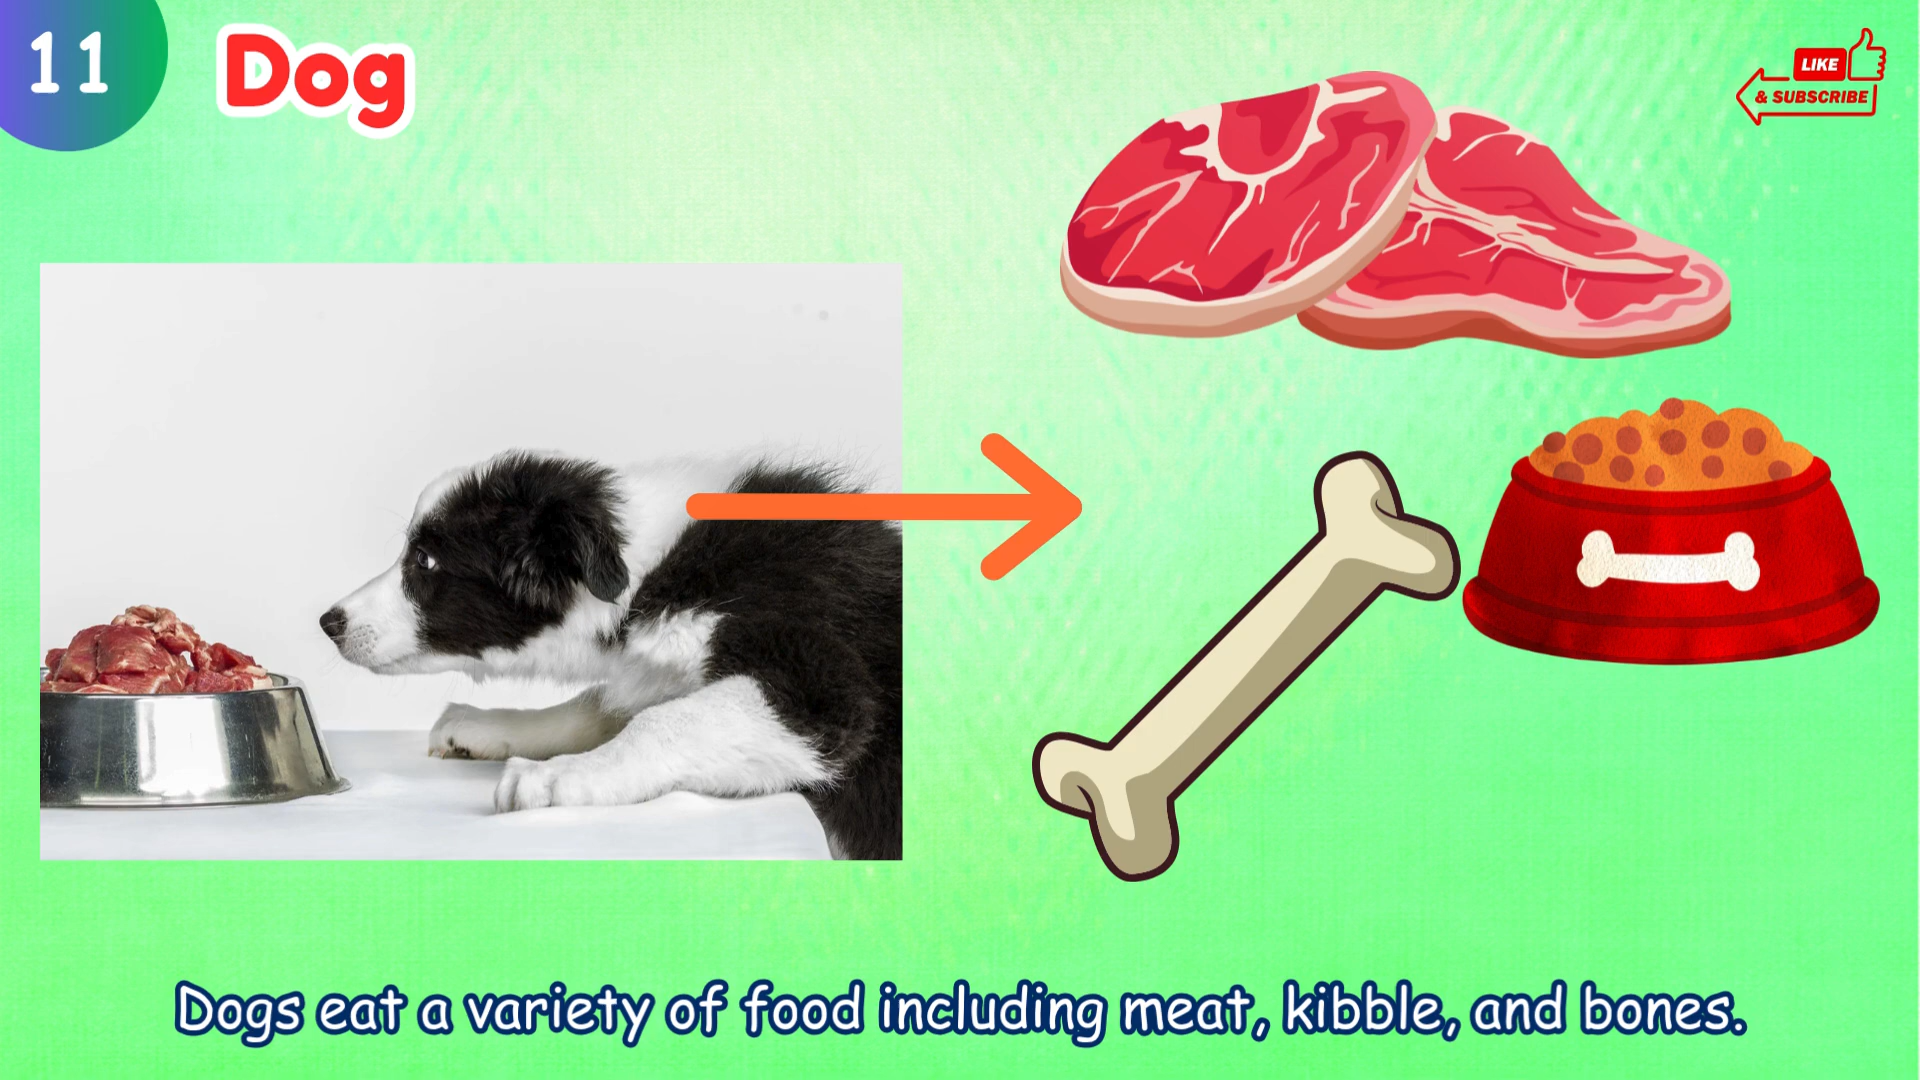 11
Dog
LIKE
& SUBSCRIBE
Dogs eat a variety of food including meat, kibble, and bones.